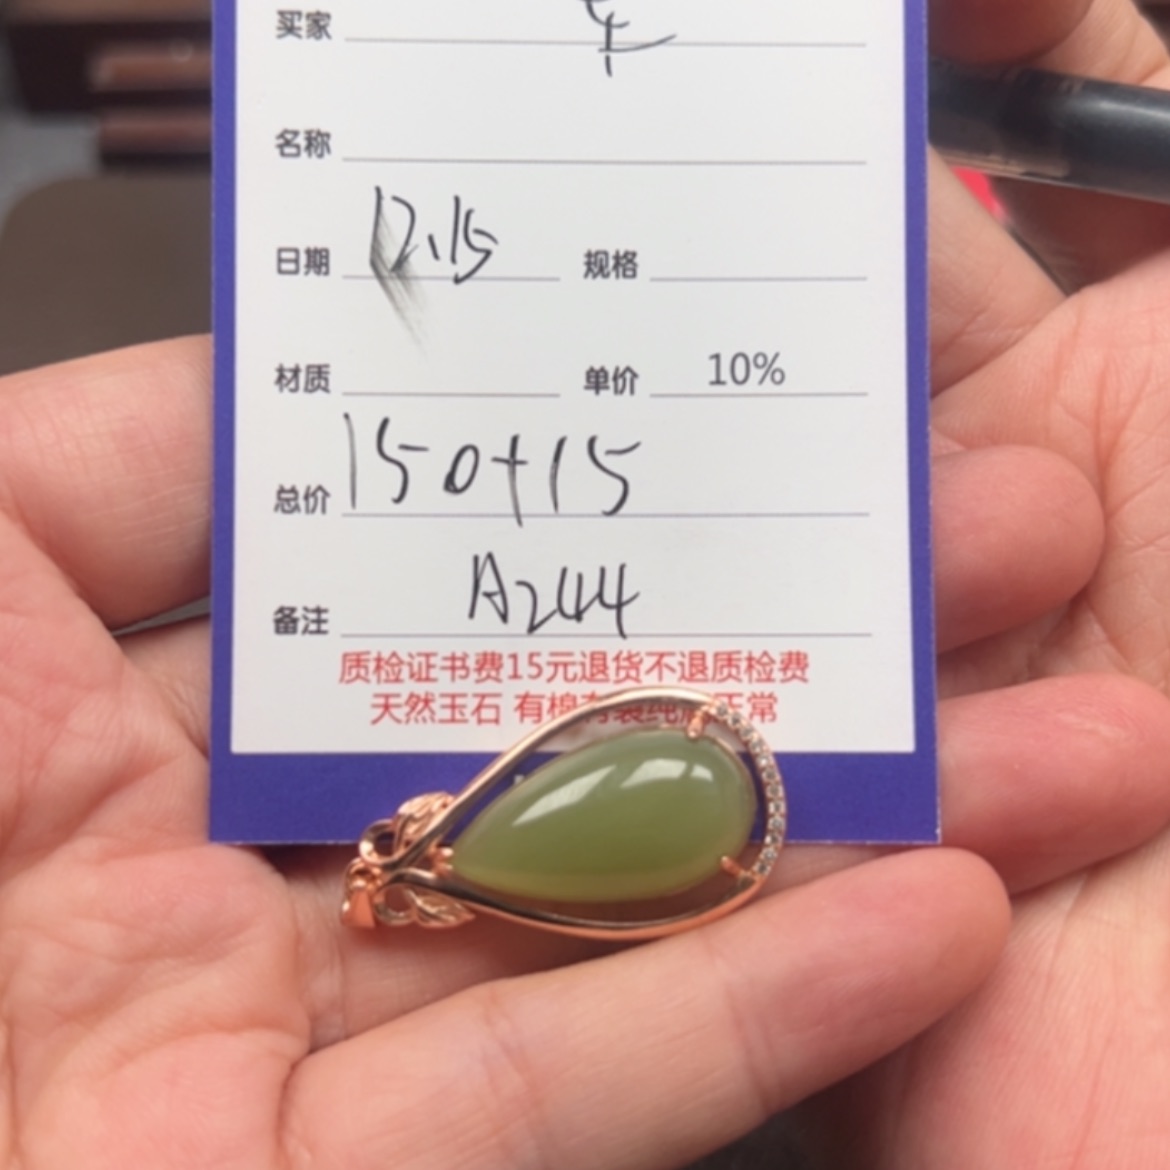 买家
名称
日期 12.15 规格
材质 单价 10%
总价 150+15
备注 A244
质检证书费15元退货不退质检费
天然玉石 有棉有裂纯属正常